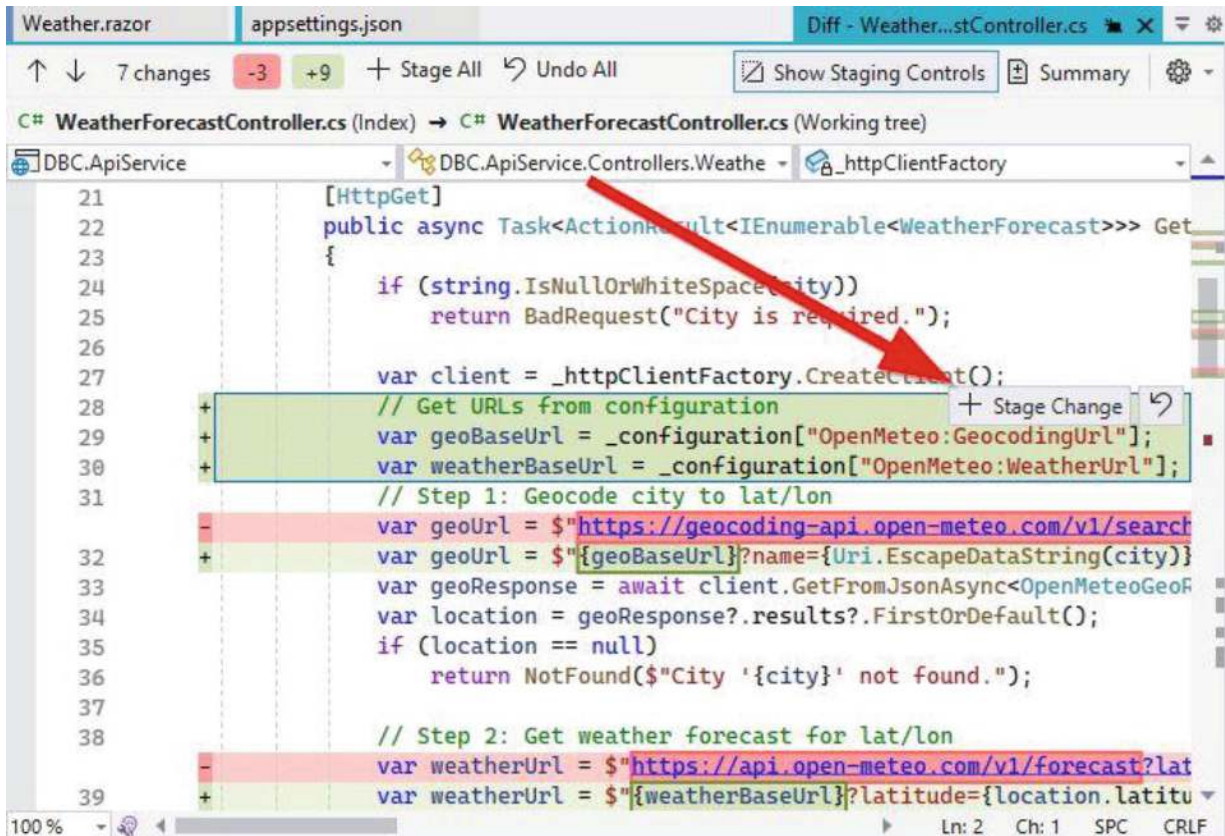 Weather.razor appsettings.json Diff - Weather...stController.cs
7 changes -3 +9 + Stage All Undo All Show Staging Controls Summary
C# WeatherForecastController.cs (Index) → C# WeatherForecastController.cs (Working tree)
DBC.ApiService DBC.ApiService.Controllers.Weathe _httpClientFactory
21 [HttpGet]
22 public async Task<ActionResult<IEnumerable<WeatherForecast>>> Get
23 {
24 if (string.IsNullOrWhiteSpace(city))
25 return BadRequest("City is required.");
26
27 var client = _httpClientFactory.CreateClient();
28 + // Get URLs from configuration + Stage Change
29 + var geoBaseUrl = _configuration["OpenMeteo:GeocodingUrl"];
30 + var weatherBaseUrl = _configuration["OpenMeteo:WeatherUrl"];
31 // Step 1: Geocode city to lat/lon
- var geoUrl = $"https://geocoding-api.open-meteo.com/v1/search
32 + var geoUrl = $"{geoBaseUrl}?name={Uri.EscapeDataString(city)}
33 var geoResponse = await client.GetFromJsonAsync<OpenMeteoGeoR
34 var location = geoResponse?.results?.FirstOrDefault();
35 if (location == null)
36 return NotFound($"City '{city}' not found.");
37
38 // Step 2: Get weather forecast for lat/lon
- var weatherUrl = $"https://api.open-meteo.com/v1/forecast?lat
39 + var weatherUrl = $"{weatherBaseUrl}?latitude={location.latitu
100 % Ln: 2 Ch: 1 SPC CRLF